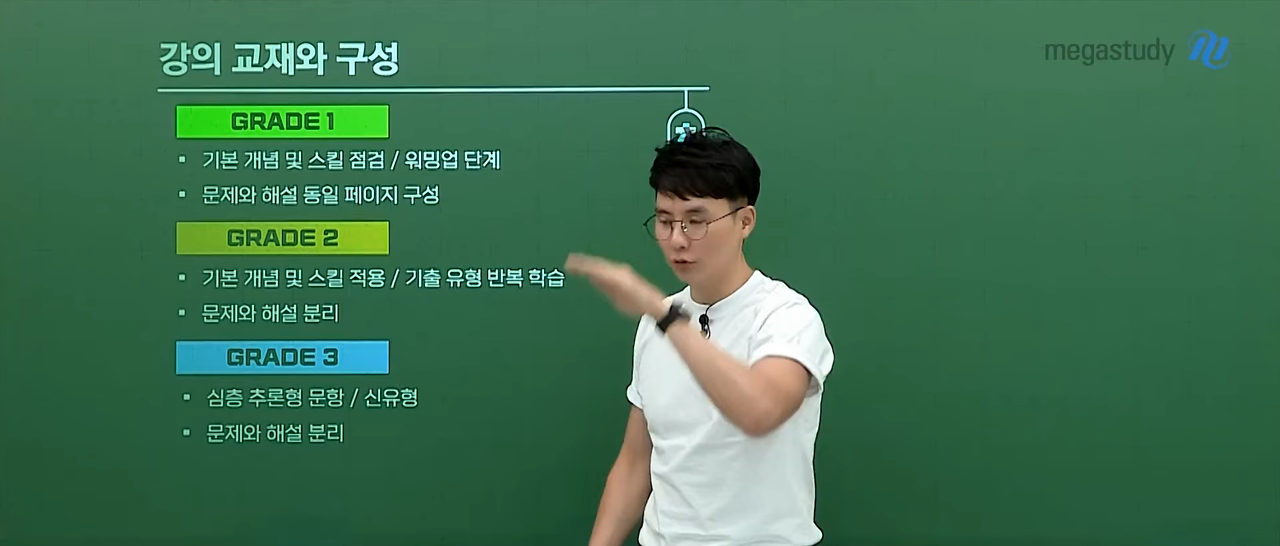 강의 교재와 구성
megastudy
GRADE 1
▪ 기본 개념 및 스킬 점검 / 워밍업 단계
▪ 문제와 해설 동일 페이지 구성
GRADE 2
▪ 기본 개념 및 스킬 적용 / 기출 유형 반복 학습
▪ 문제와 해설 분리
GRADE 3
▪ 심층 추론형 문항 / 신유형
▪ 문제와 해설 분리